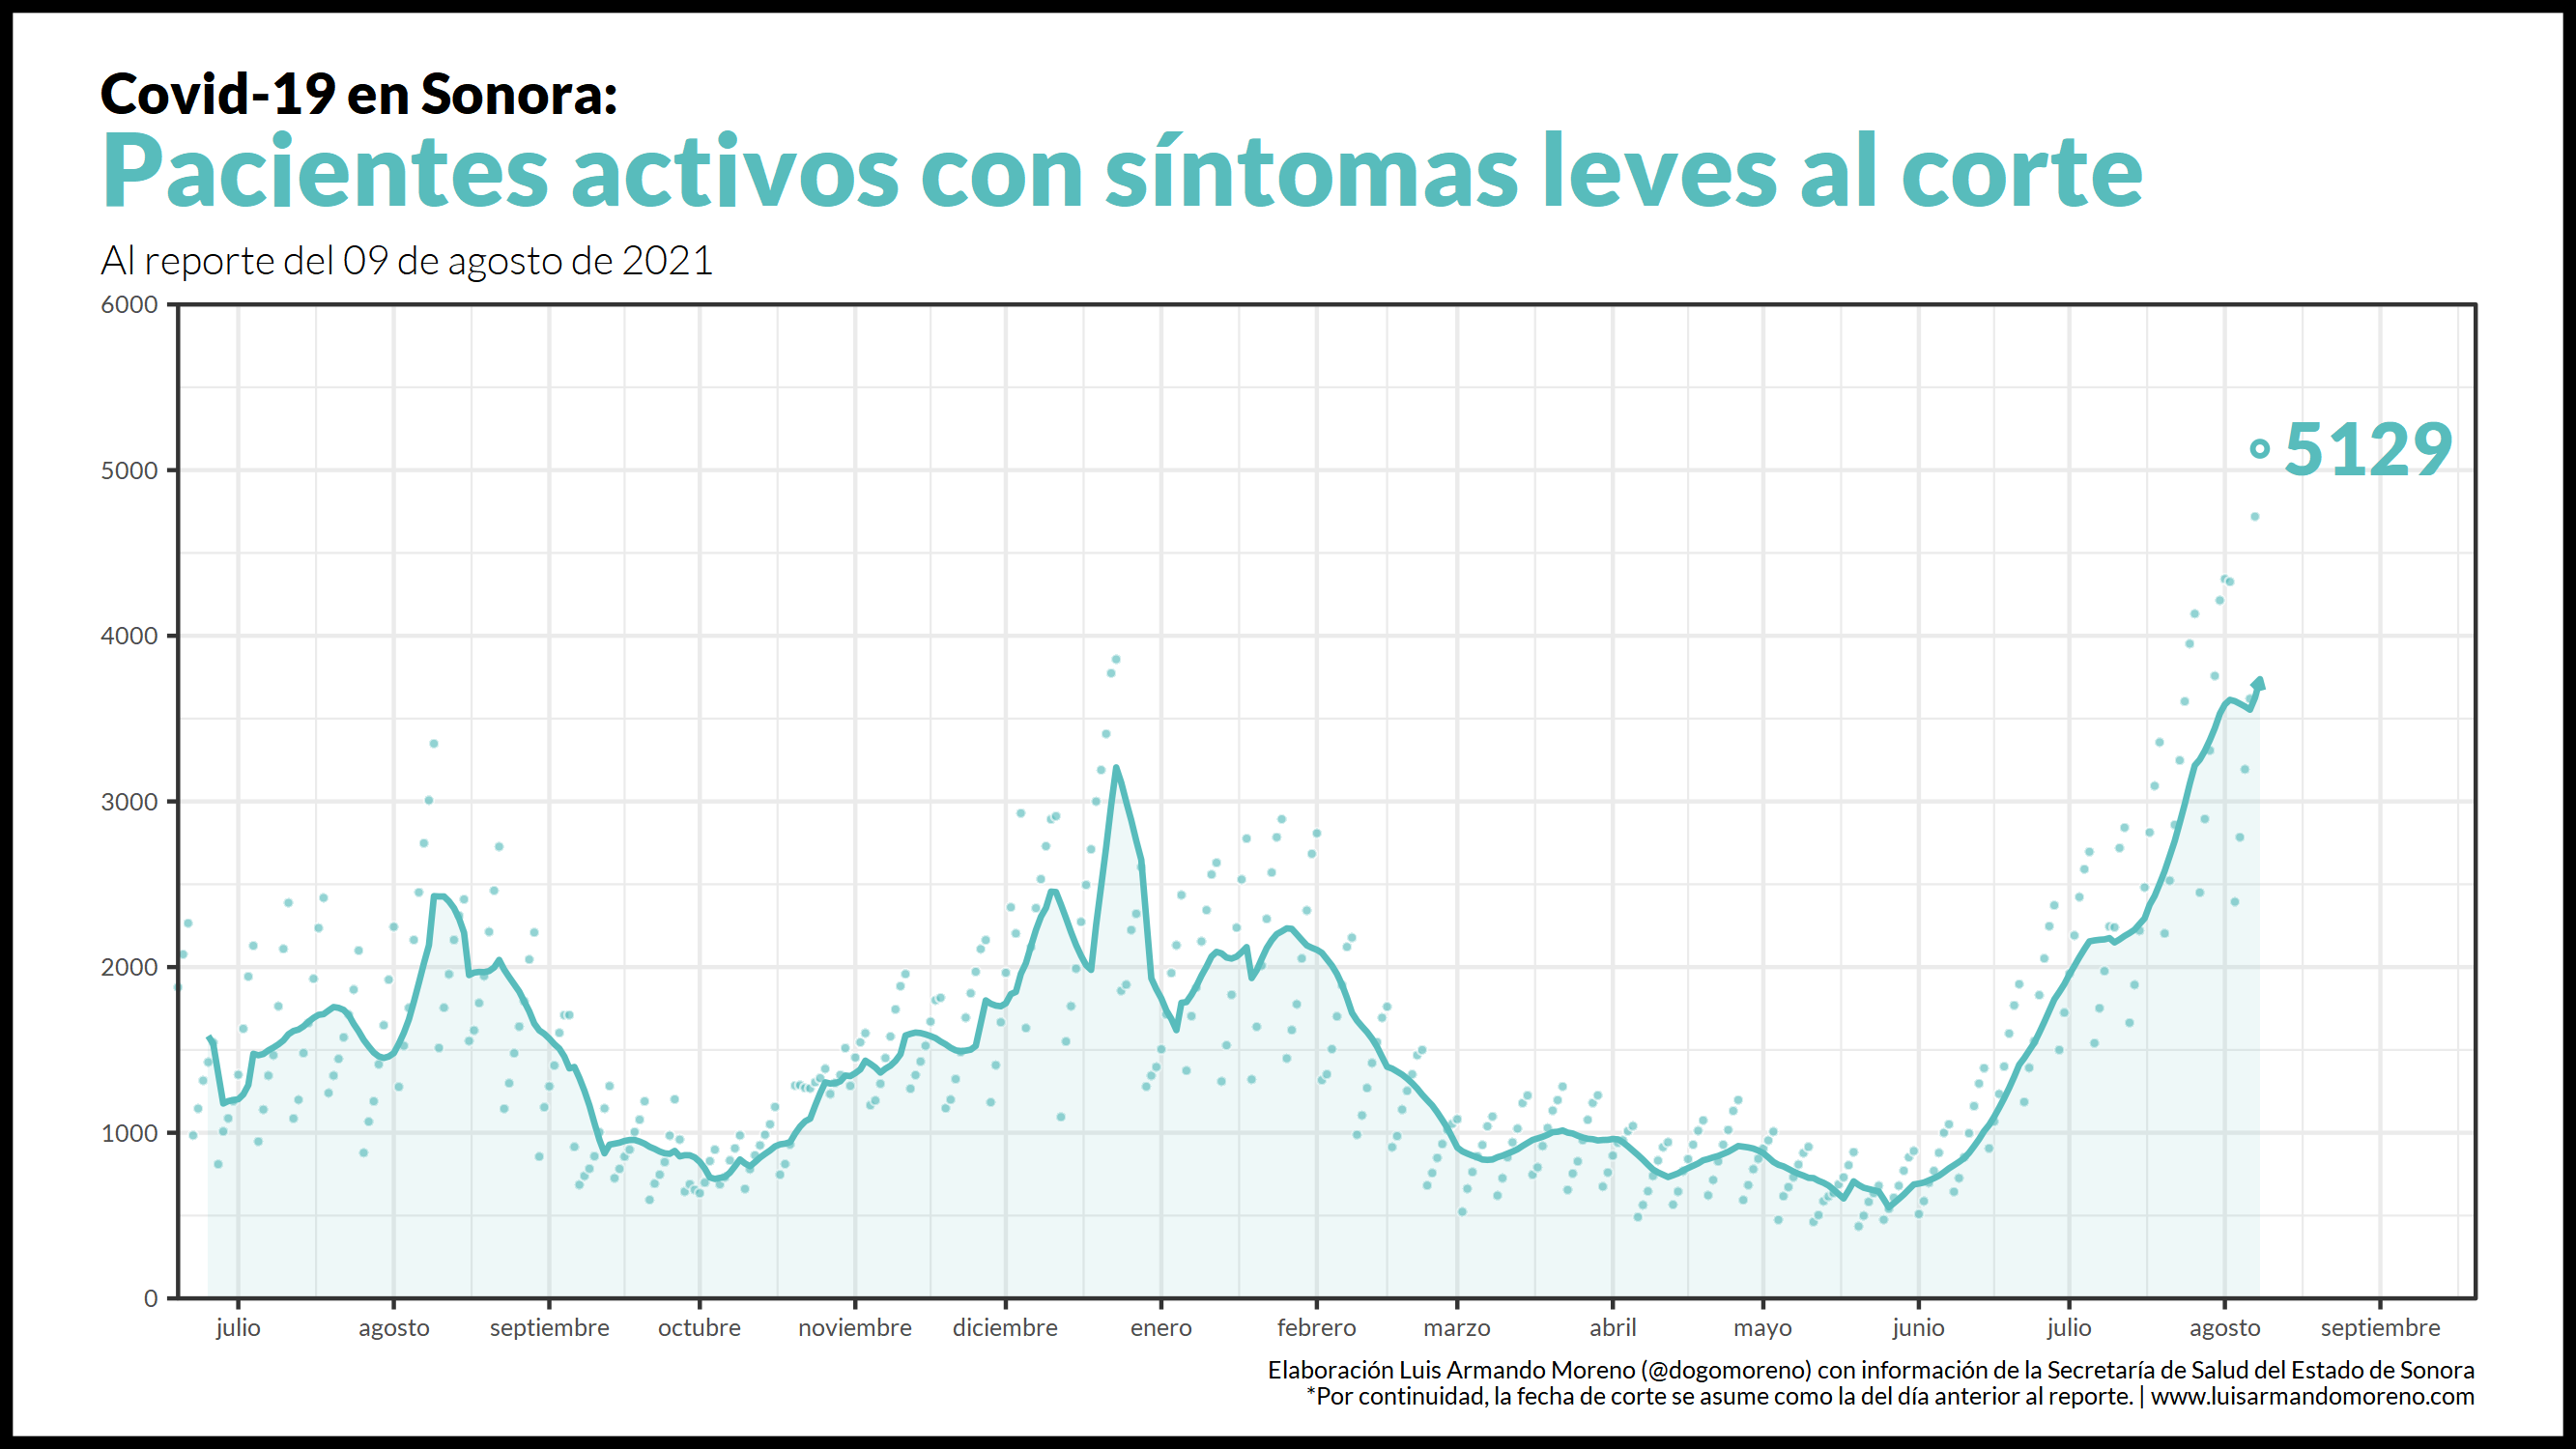 Covid-19 en Sonora:
Pacientes activos con síntomas leves al corte
Al reporte del 09 de agosto de 2021
6000
5000
4000
3000
2000
1000
0
5129
julio agosto septiembre octubre noviembre diciembre enero febrero marzo abril mayo junio julio agosto septiembre
Elaboración Luis Armando Moreno (@dogomoreno) con información de la Secretaría de Salud del Estado de Sonora
*Por continuidad, la fecha de corte se asume como la del día anterior al reporte. | www.luisarmandomoreno.com